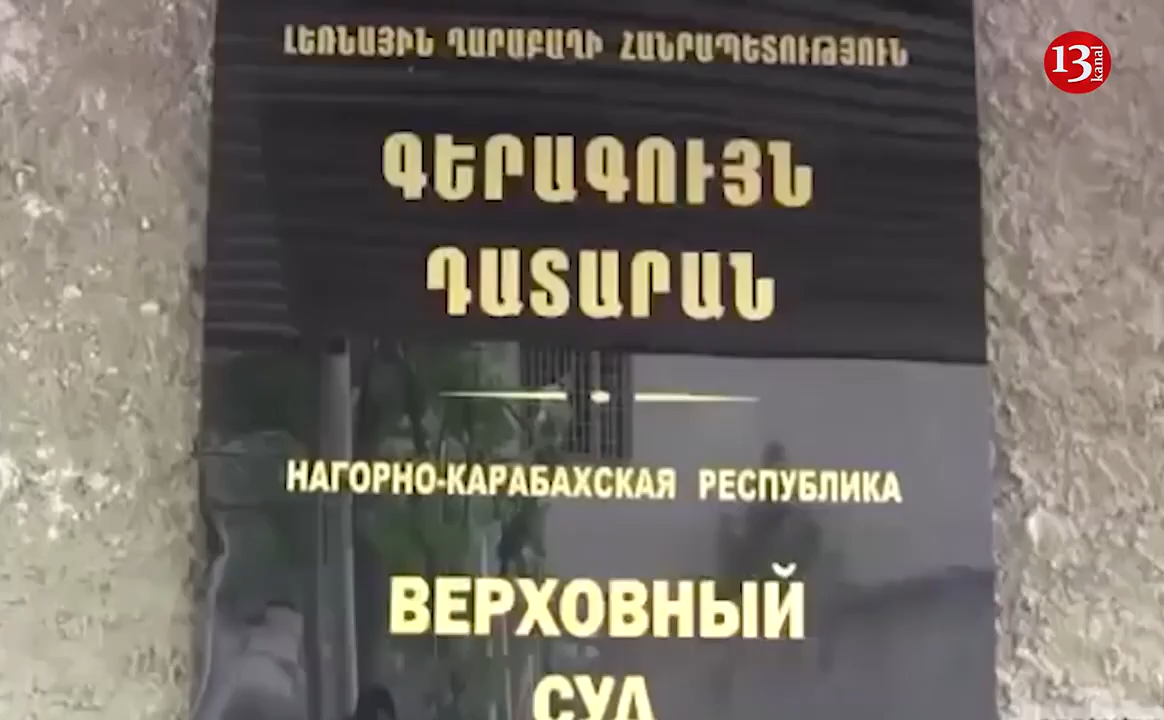 13
kanal
ԼԵՌՆԱՅԻՆ ՂԱՐԱԲԱՂԻ ՀԱՆՐԱՊԵՏՈՒԹՅՈՒՆ
ԳԵՐԱԳՈՒՅՆ
ԴԱՏԱՐԱՆ
НАГОРНО-КАРАБАХСКАЯ РЕСПУБЛИКА
ВЕРХОВНЫЙ
СУД